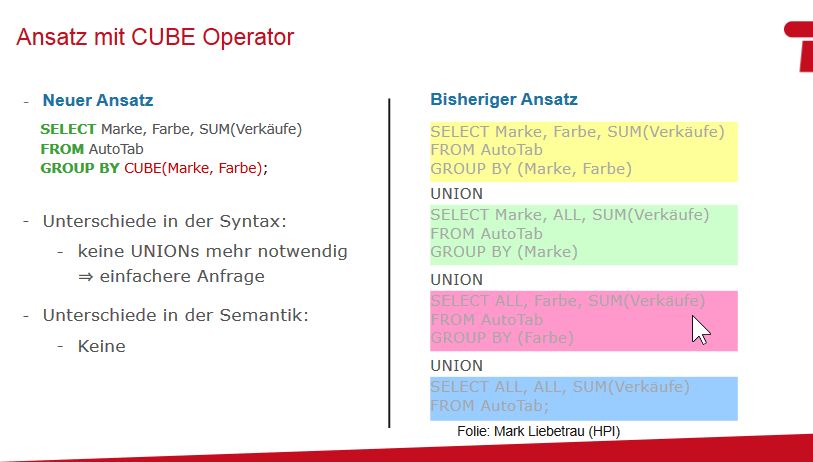 Ansatz mit CUBE Operator
- Neuer Ansatz
SELECT Marke, Farbe, SUM(Verkäufe)
FROM AutoTab
GROUP BY CUBE(Marke, Farbe);
- Unterschiede in der Syntax:
- keine UNIONs mehr notwendig
⇒ einfachere Anfrage
- Unterschiede in der Semantik:
- Keine
Bisheriger Ansatz
SELECT Marke, Farbe, SUM(Verkäufe)
FROM AutoTab
GROUP BY (Marke, Farbe)
UNION
SELECT Marke, ALL, SUM(Verkäufe)
FROM AutoTab
GROUP BY (Marke)
UNION
SELECT ALL, Farbe, SUM(Verkäufe)
FROM AutoTab
GROUP BY (Farbe)
UNION
SELECT ALL, ALL, SUM(Verkäufe)
FROM AutoTab;
Folie: Mark Liebetrau (HPI)